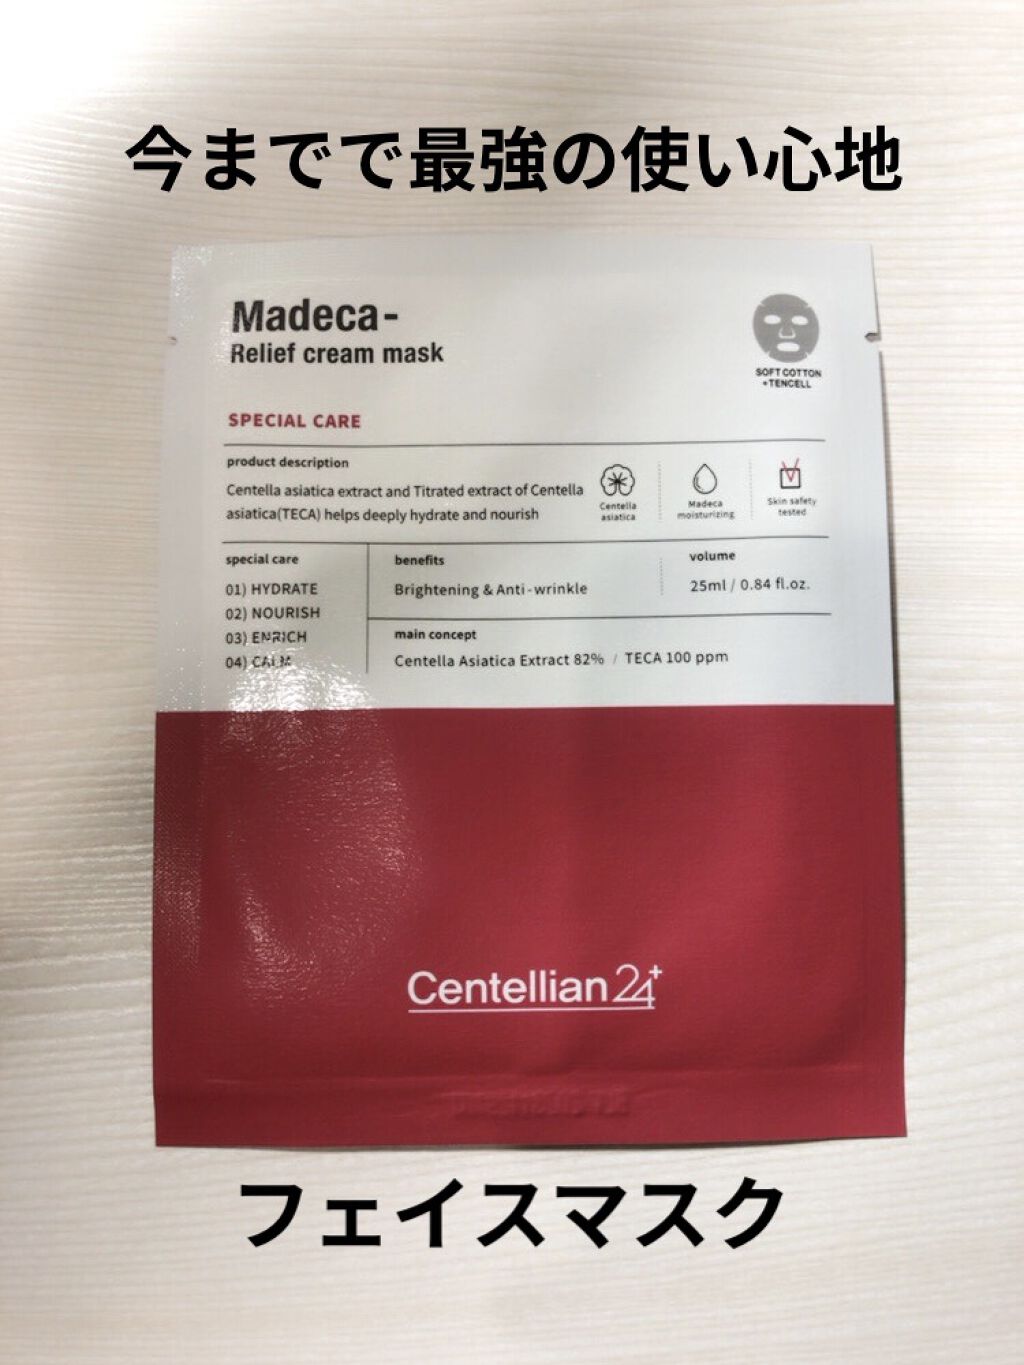 今までで最強の使い心地
Madeca-
Relief cream mask
SOFT COTTON
+TENCELL
SPECIAL CARE
product description
Centella asiatica extract and Titrated extract of Centella
asiatica(TECA) helps deeply hydrate and nourish
Centella
asiatica
Madeca
moisturizing
Skin safety
tested
special care
01) HYDRATE
02) NOURISH
03) ENRICH
04) CALM
benefits
Brightening & Anti-wrinkle
volume
25ml / 0.84 fl.oz.
main concept
Centella Asiatica Extract 82% / TECA 100 ppm
Centellian24+
フェイスマスク